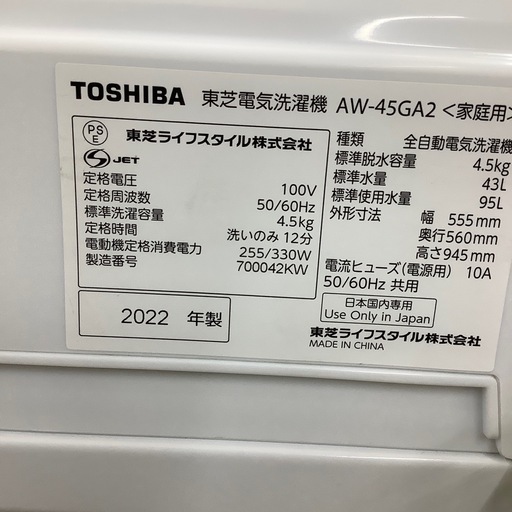 TOSHIBA 東芝電気洗濯機 AW-45GA2 <家庭用>
PS
E
東芝ライフスタイル株式会社
S JET
定格電圧 100V
定格周波数 50/60Hz
標準洗濯容量 4.5kg
定格時間 洗いのみ 12分
電動機定格消費電力 255/330W
製造番号 700042KW
2022 年製
種類 全自動電気洗濯機
標準脱水容量 4.5kg
標準水量 43L
標準使用水量 95L
外形寸法 幅 555mm
奥行560mm
高さ945mm
電流ヒューズ(電源用) 10A
50/60Hz 共用
日本国内専用
Use Only in Japan
東芝ライフスタイル株式会社
MADE IN CHINA